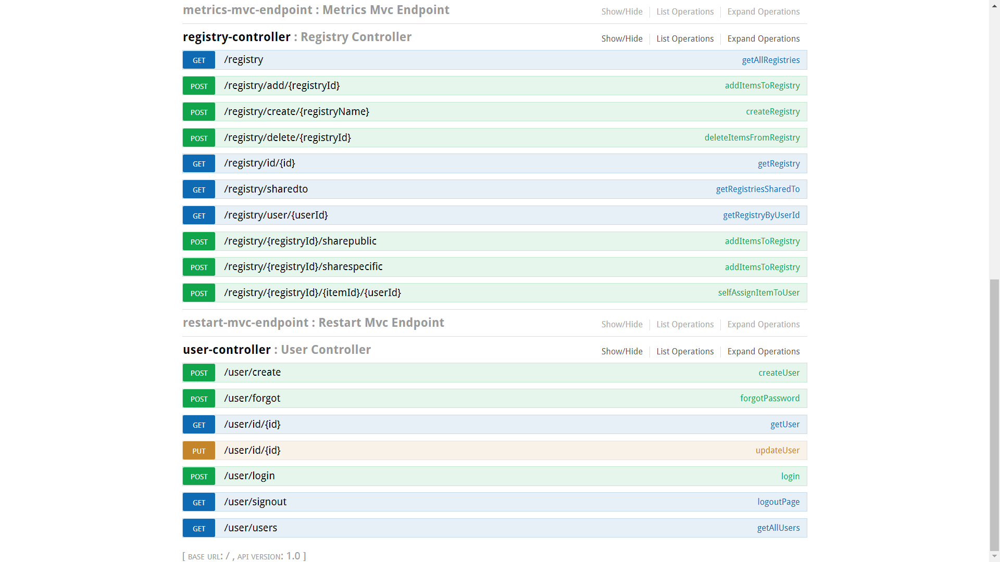 metrics-mvc-endpoint : Metrics Mvc Endpoint Show/Hide List Operations Expand Operations
registry-controller : Registry Controller Show/Hide List Operations Expand Operations
GET /registry getAllRegistries
POST /registry/add/{registryId} addItemsToRegistry
POST /registry/create/{registryName} createRegistry
POST /registry/delete/{registryId} deleteItemsFromRegistry
GET /registry/id/{id} getRegistry
GET /registry/sharedto getRegistriesSharedTo
GET /registry/user/{userId} getRegistryByUserId
POST /registry/{registryId}/sharepublic addItemsToRegistry
POST /registry/{registryId}/sharespecific addItemsToRegistry
POST /registry/{registryId}/{itemId}/{userId} selfAssignItemToUser
restart-mvc-endpoint : Restart Mvc Endpoint Show/Hide List Operations Expand Operations
user-controller : User Controller Show/Hide List Operations Expand Operations
POST /user/create createUser
POST /user/forgot forgotPassword
GET /user/id/{id} getUser
PUT /user/id/{id} updateUser
POST /user/login login
GET /user/signout logoutPage
GET /user/users getAllUsers
[ BASE URL: / , API VERSION: 1.0 ]